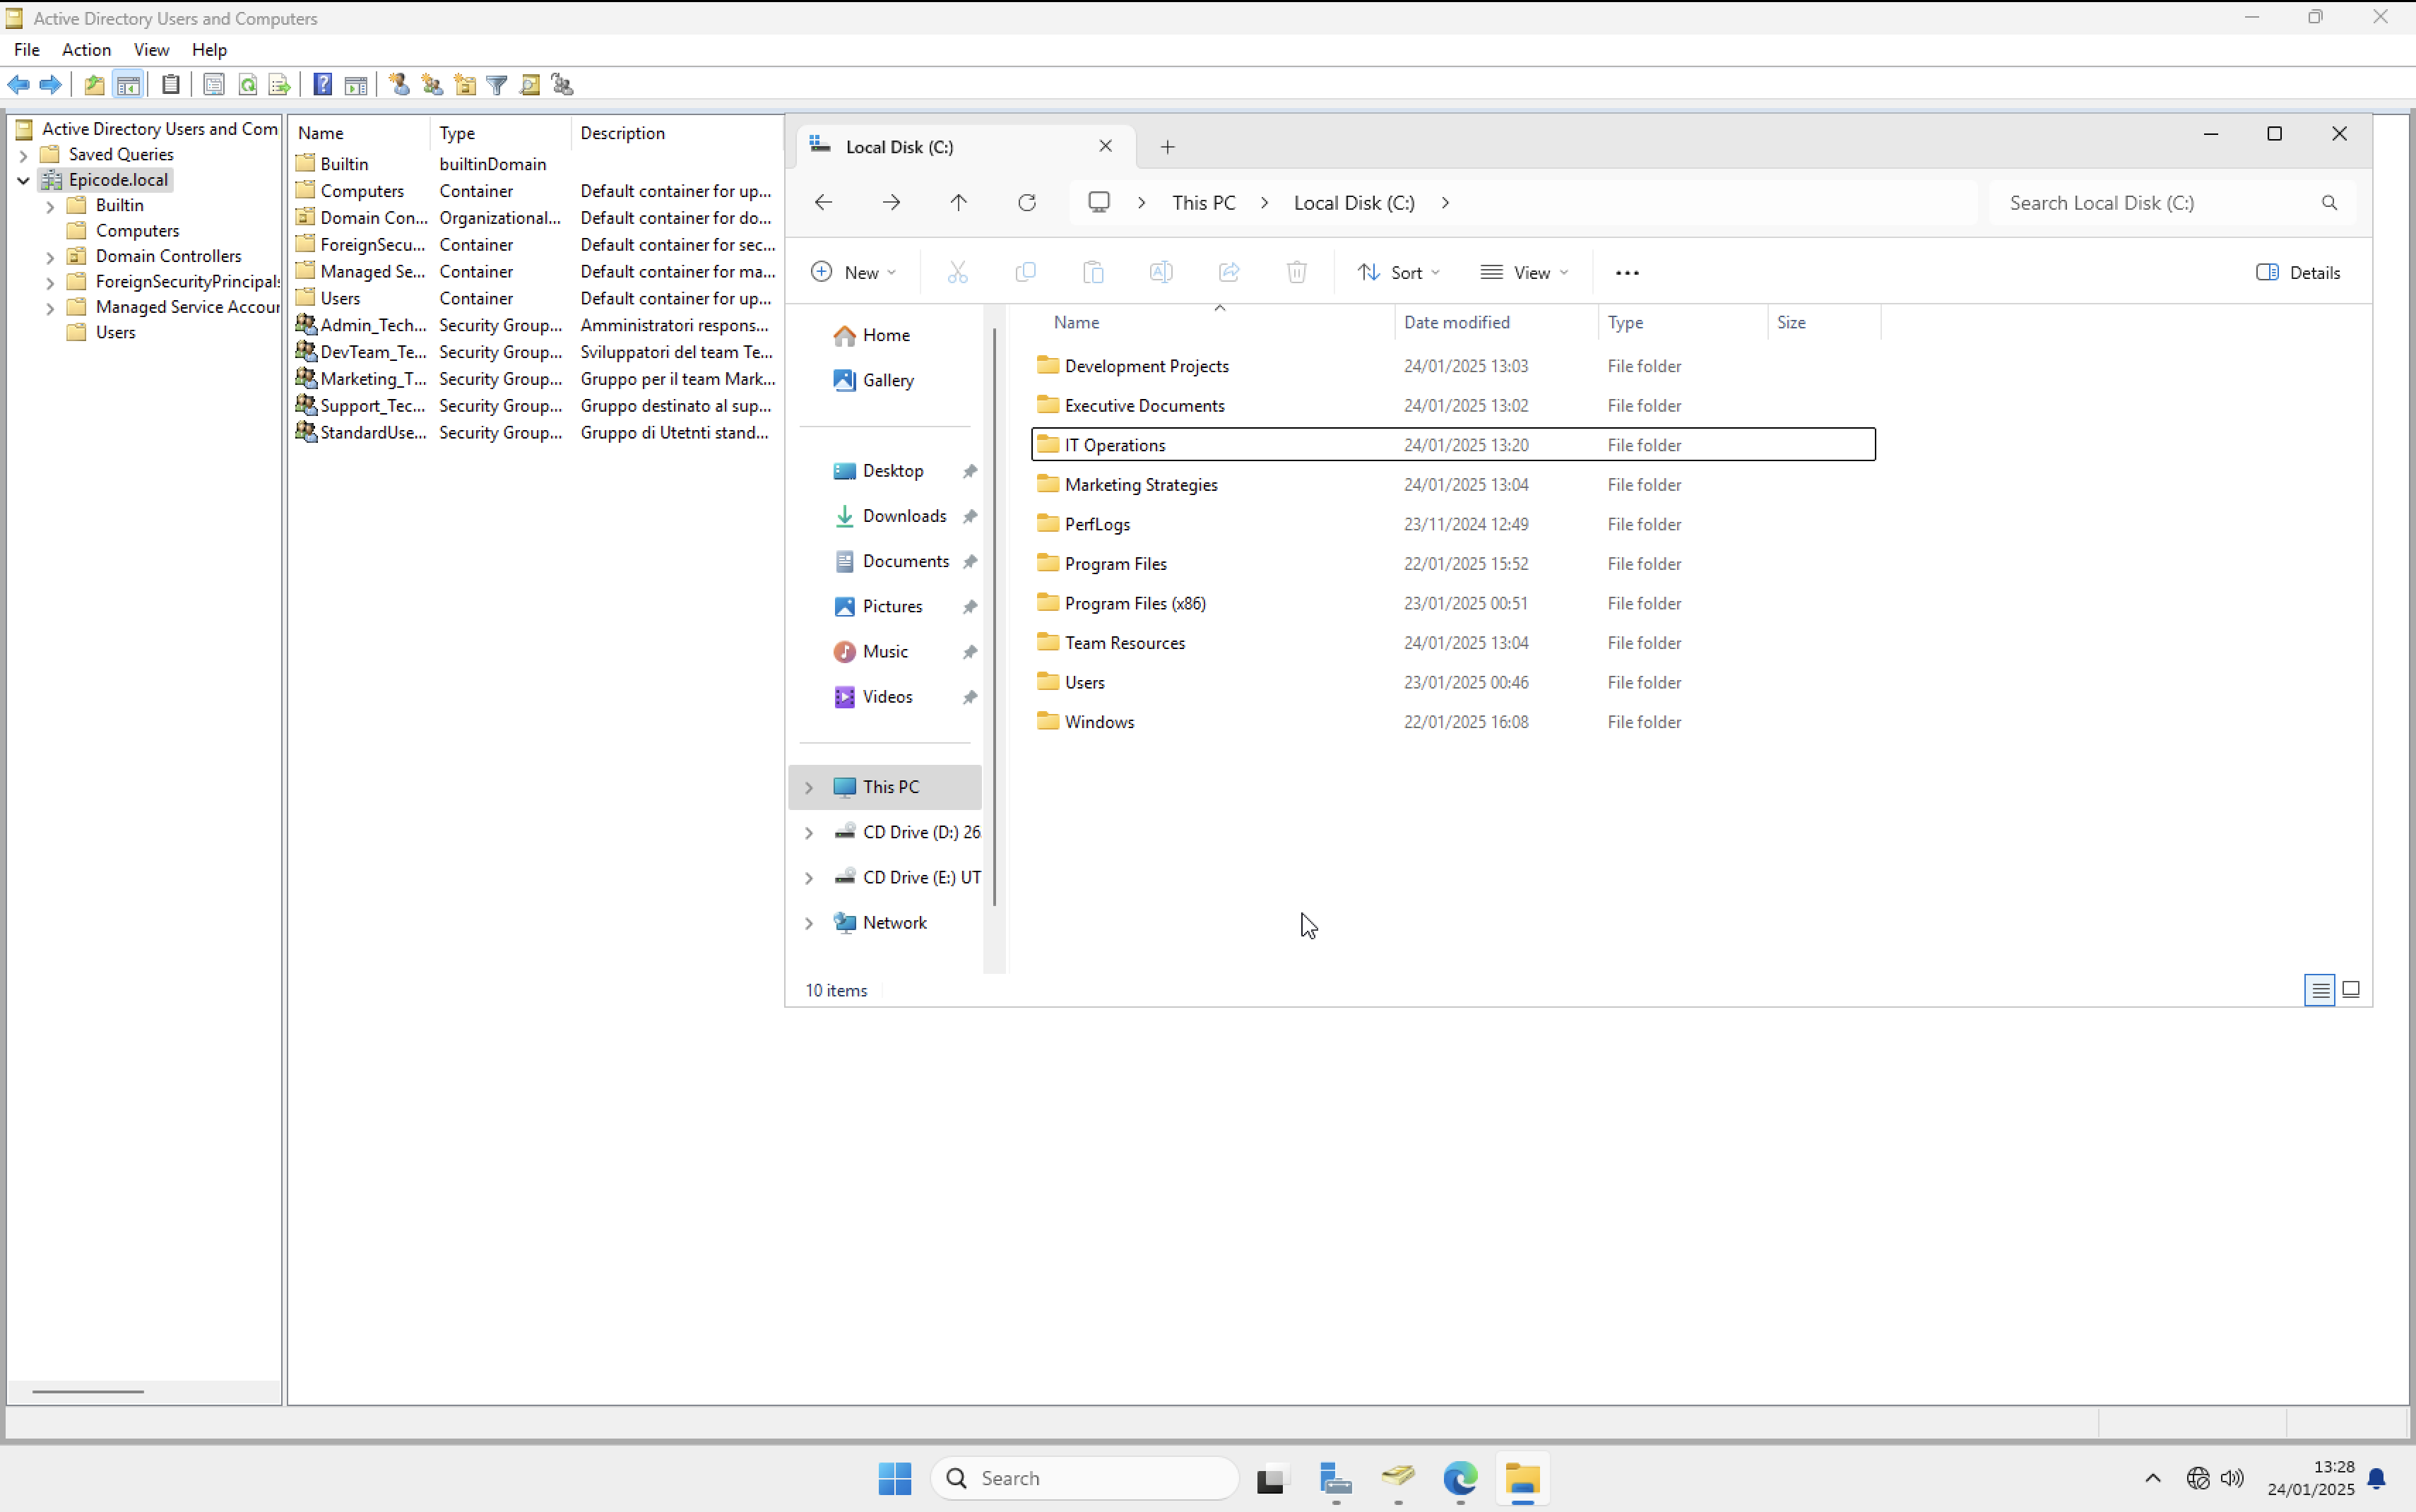 Active Directory Users and Computers
File Action View Help
Active Directory Users and Com
Saved Queries
Epicode.local
Builtin
Computers
Domain Controllers
ForeignSecurityPrincipals
Managed Service Accour
Users
Name Type Description
Builtin builtinDomain
Computers Container Default container for up...
Domain Con... Organizational... Default container for do...
ForeignSecu... Container Default container for sec...
Managed Se... Container Default container for ma...
Users Container Default container for up...
Admin_Tech... Security Group... Amministratori respons...
DevTeam_Te... Security Group... Sviluppatori del team Te...
Marketing_T... Security Group... Gruppo per il team Mark...
Support_Tec... Security Group... Gruppo destinato al sup...
StandardUse... Security Group... Gruppo di Utetnti stand...
Local Disk (C:)
This PC > Local Disk (C:) >
Search Local Disk (C:)
New Sort View ... Details
Home
Gallery
Desktop
Downloads
Documents
Pictures
Music
Videos
This PC
CD Drive (D:) 26
CD Drive (E:) UT
Network
Name Date modified Type Size
Development Projects 24/01/2025 13:03 File folder
Executive Documents 24/01/2025 13:02 File folder
IT Operations 24/01/2025 13:20 File folder
Marketing Strategies 24/01/2025 13:04 File folder
PerfLogs 23/11/2024 12:49 File folder
Program Files 22/01/2025 15:52 File folder
Program Files (x86) 23/01/2025 00:51 File folder
Team Resources 24/01/2025 13:04 File folder
Users 23/01/2025 00:46 File folder
Windows 22/01/2025 16:08 File folder
10 items
Search
13:28
24/01/2025